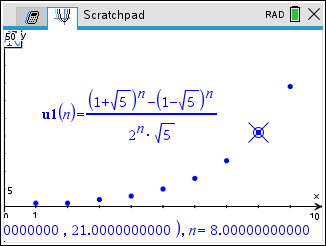 Scratchpad RAD
50 y
u1(n)=((1+√5)^n−(1−√5)^n)/(2^n·√5)
5
x
0 1 10
0000000 , 21.0000000000 ), n= 8.00000000000